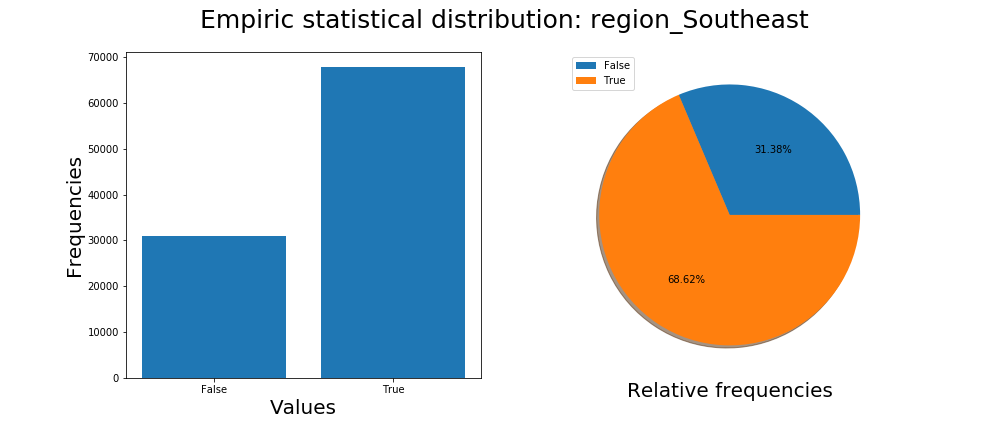 Empiric statistical distribution: region_Southeast
70000
60000
50000
40000
30000
20000
10000
0
Frequencies
False
True
Values
False
True
31.38%
68.62%
Relative frequencies